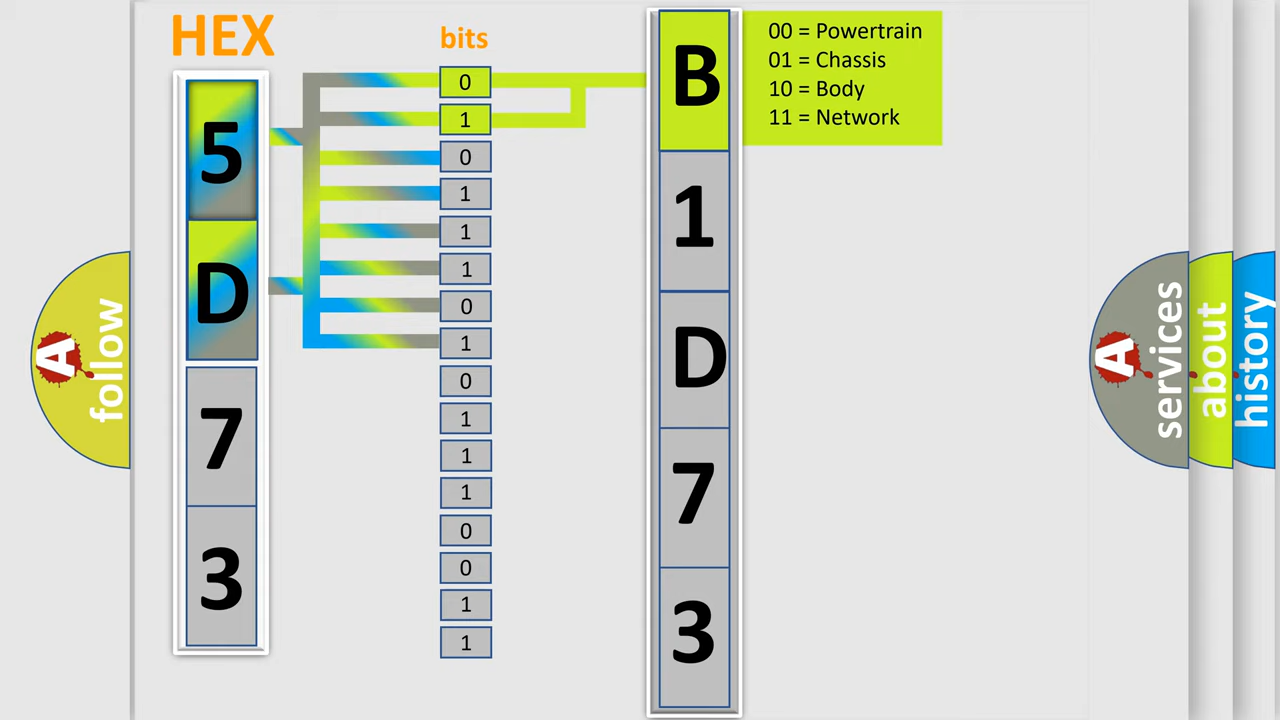 HEX
bits
5
D
7
3
0
1
0
1
1
1
0
1
0
1
1
1
0
0
1
1
B
1
D
7
3
00 = Powertrain
01 = Chassis
10 = Body
11 = Network
A
follow
A
services
about
history